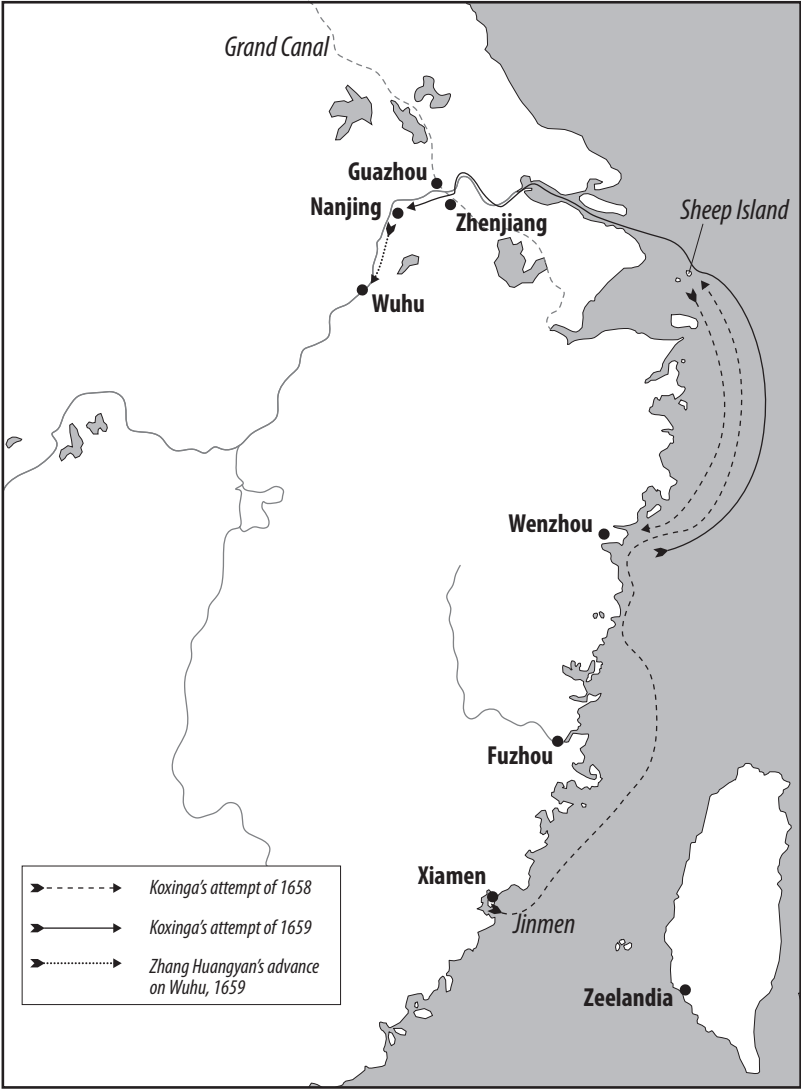 Grand Canal
Guazhou
Nanjing
Zhenjiang
Sheep Island
Wuhu
Wenzhou
Fuzhou
Xiamen
Jinmen
Zeelandia
Koxinga's attempt of 1658
Koxinga's attempt of 1659
Zhang Huangyan's advance
on Wuhu, 1659